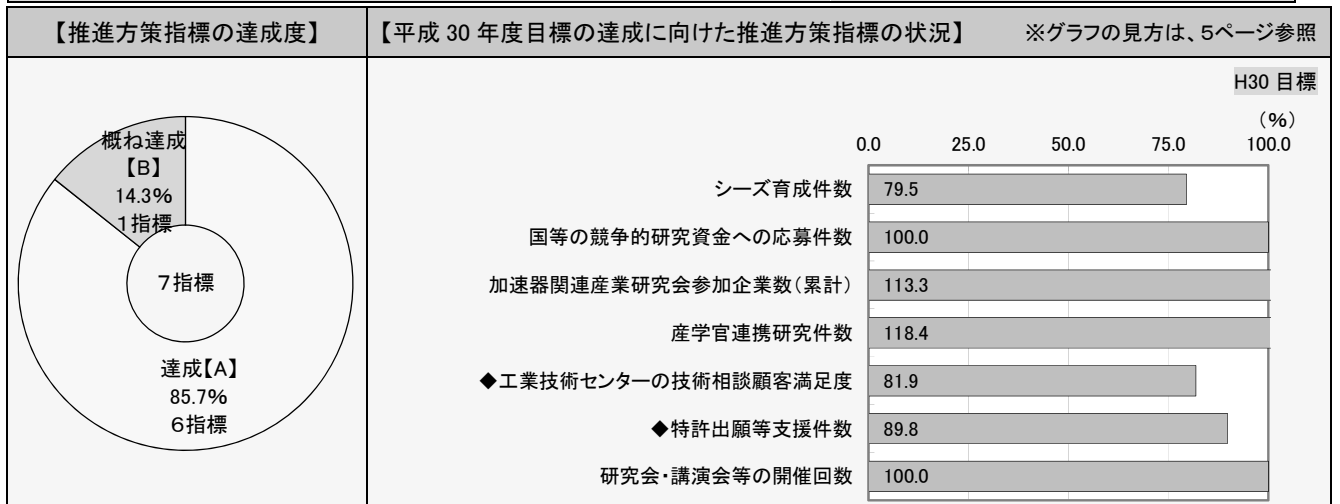 【推進方策指標の達成度】
【平成 30 年度目標の達成に向けた推進方策指標の状況】 ※グラフの見方は、5ページ参照
概ね達成
【B】
14.3%
1指標
7指標
達成【A】
85.7%
6指標
H30 目標
(%)
0.0 25.0 50.0 75.0 100.0
シーズ育成件数 79.5
国等の競争的研究資金への応募件数 100.0
加速器関連産業研究会参加企業数(累計) 113.3
産学官連携研究件数 118.4
◆工業技術センターの技術相談顧客満足度 81.9
◆特許出願等支援件数 89.8
研究会・講演会等の開催回数 100.0